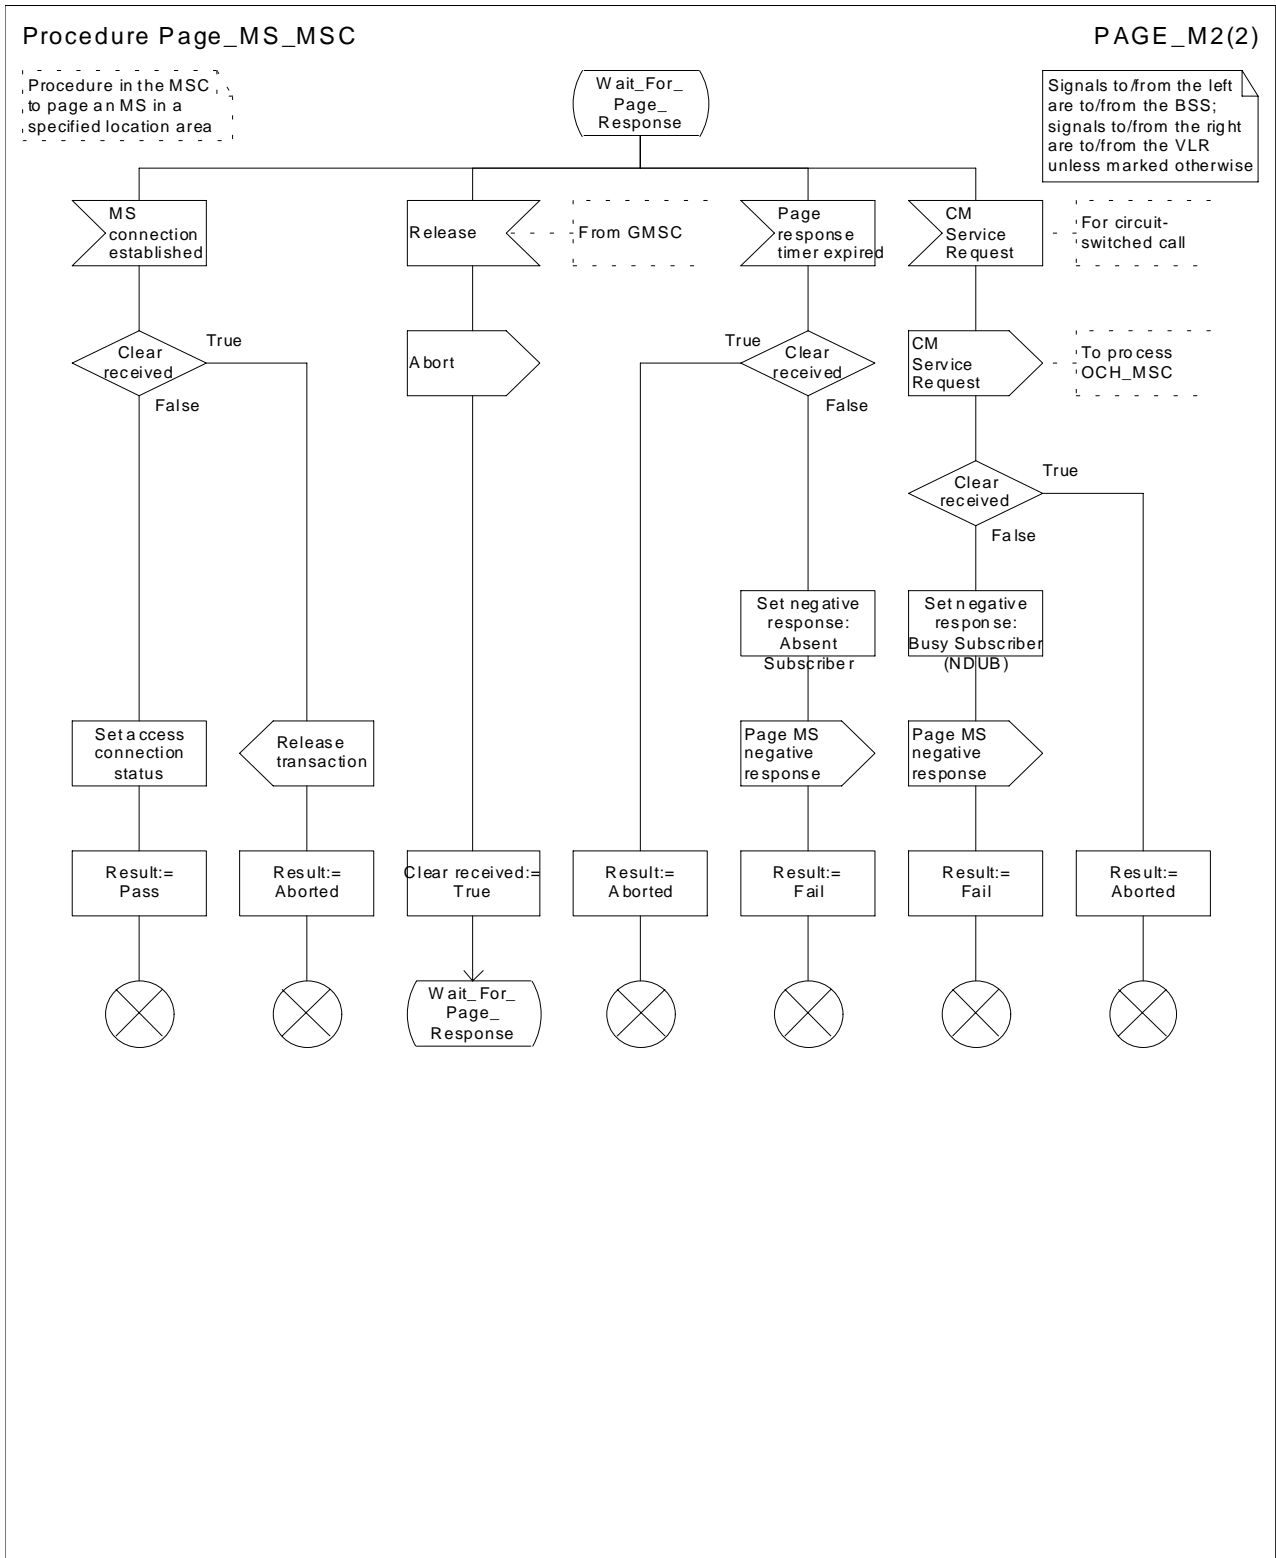 Procedure Page_MS_MSC
PAGE_M2(2)
Procedure in the MSC
to page an MS in a
specified location area
Wait_For_
Page_
Response
Signals to/from the left
are to/from the BSS;
signals to/from the right
are to/from the VLR
unless marked otherwise
MS
connection
established
Release
From GMSC
Page
response
timer expired
CM
Service
Request
For circuit-
switched call
Clear
received
True
False
Abort
True
Clear
received
False
CM
Service
Request
To process
OCH_MSC
Clear
received
True
False
Set negative
response:
Absent
Subscriber
Set negative
response:
Busy Subscriber
(NDUB)
Set access
connection
status
Release
transaction
Page MS
negative
response
Page MS
negative
response
Result:=
Pass
Result:=
Aborted
Clear received:=
True
Result:=
Aborted
Result:=
Fail
Result:=
Fail
Result:=
Aborted
Wait_For_
Page_
Response